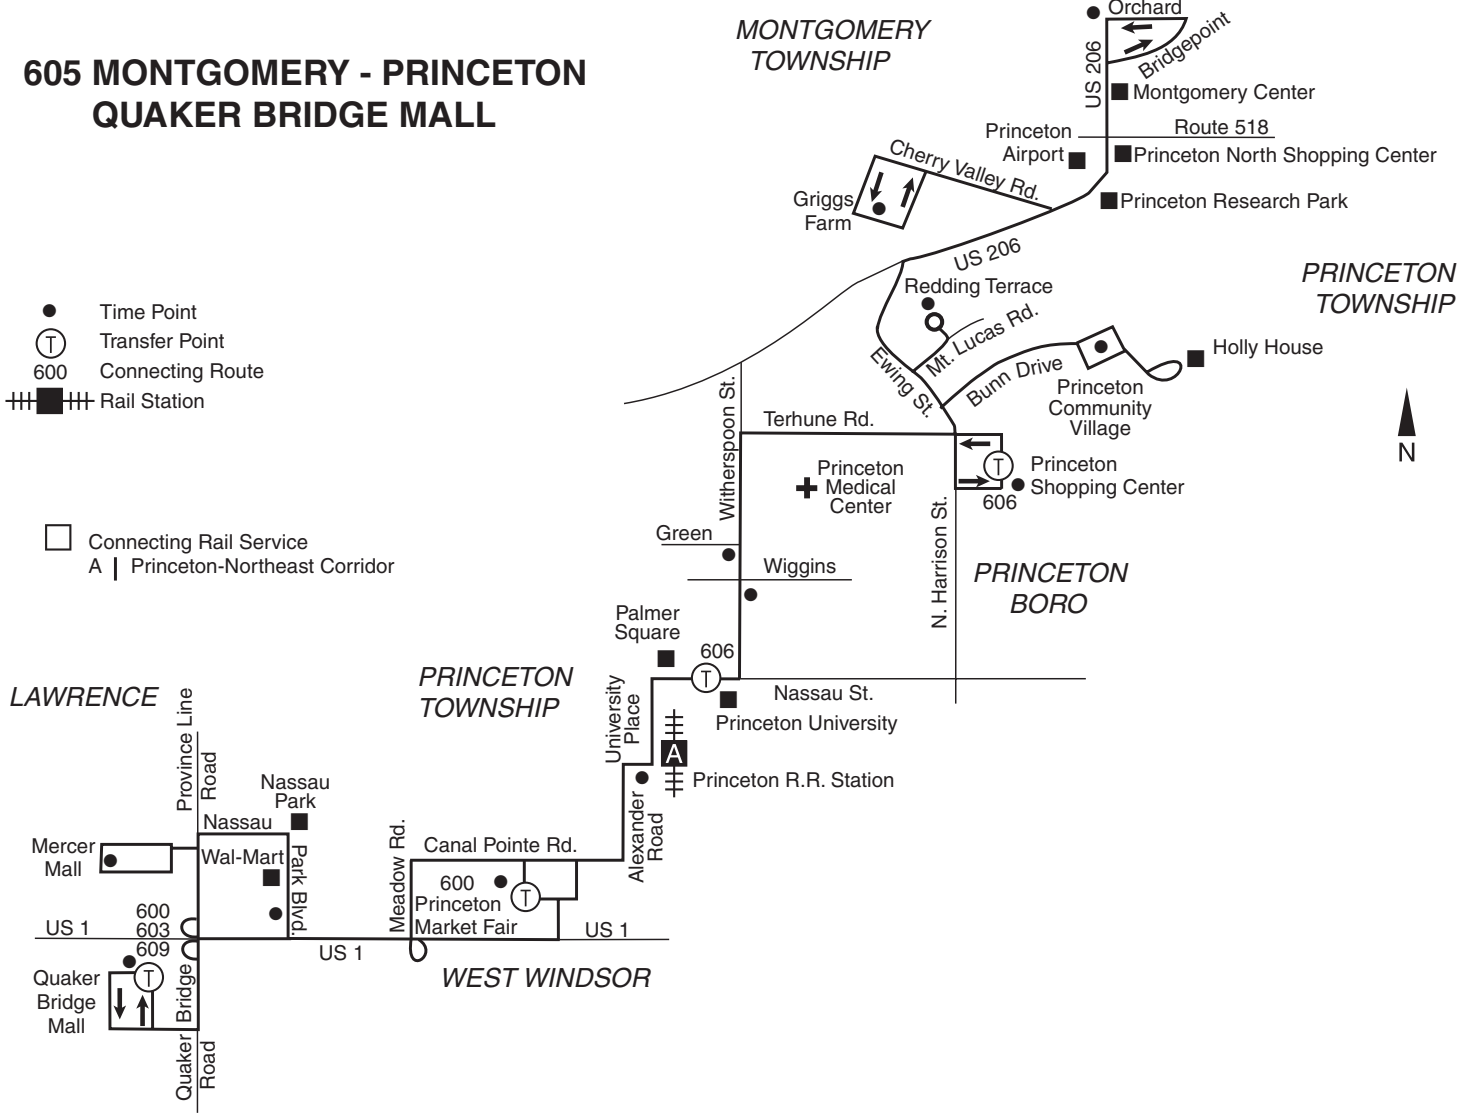 605 MONTGOMERY - PRINCETON
QUAKER BRIDGE MALL
MONTGOMERY
TOWNSHIP
Orchard
Bridgepoint
US 206
Montgomery Center
Route 518
Princeton
Airport
Princeton North Shopping Center
Cherry Valley Rd.
Griggs
Farm
Princeton Research Park
US 206
PRINCETON
TOWNSHIP
Redding Terrace
Mt. Lucas Rd.
Ewing St.
Bunn Drive
Holly House
Princeton
Community
Village
N
Time Point
T
Transfer Point
600
Connecting Route
Rail Station
Connecting Rail Service
A | Princeton-Northeast Corridor
Witherspoon St.
Terhune Rd.
Princeton
Medical
Center
T
Princeton
Shopping Center
606
N. Harrison St.
Green
Wiggins
PRINCETON
BORO
Palmer
Square
606
T
Nassau St.
Princeton University
University
Place
A
Princeton R.R. Station
PRINCETON
TOWNSHIP
LAWRENCE
Province Line
Road
Nassau
Park
Nassau
Mercer
Mall
Wal-Mart
Park Blvd.
Meadow Rd.
Canal Pointe Rd.
Alexander
Road
600
T
Princeton
Market Fair
US 1
600
603
609
US 1
US 1
WEST WINDSOR
Quaker
Bridge
Mall
T
Quaker Bridge
Road